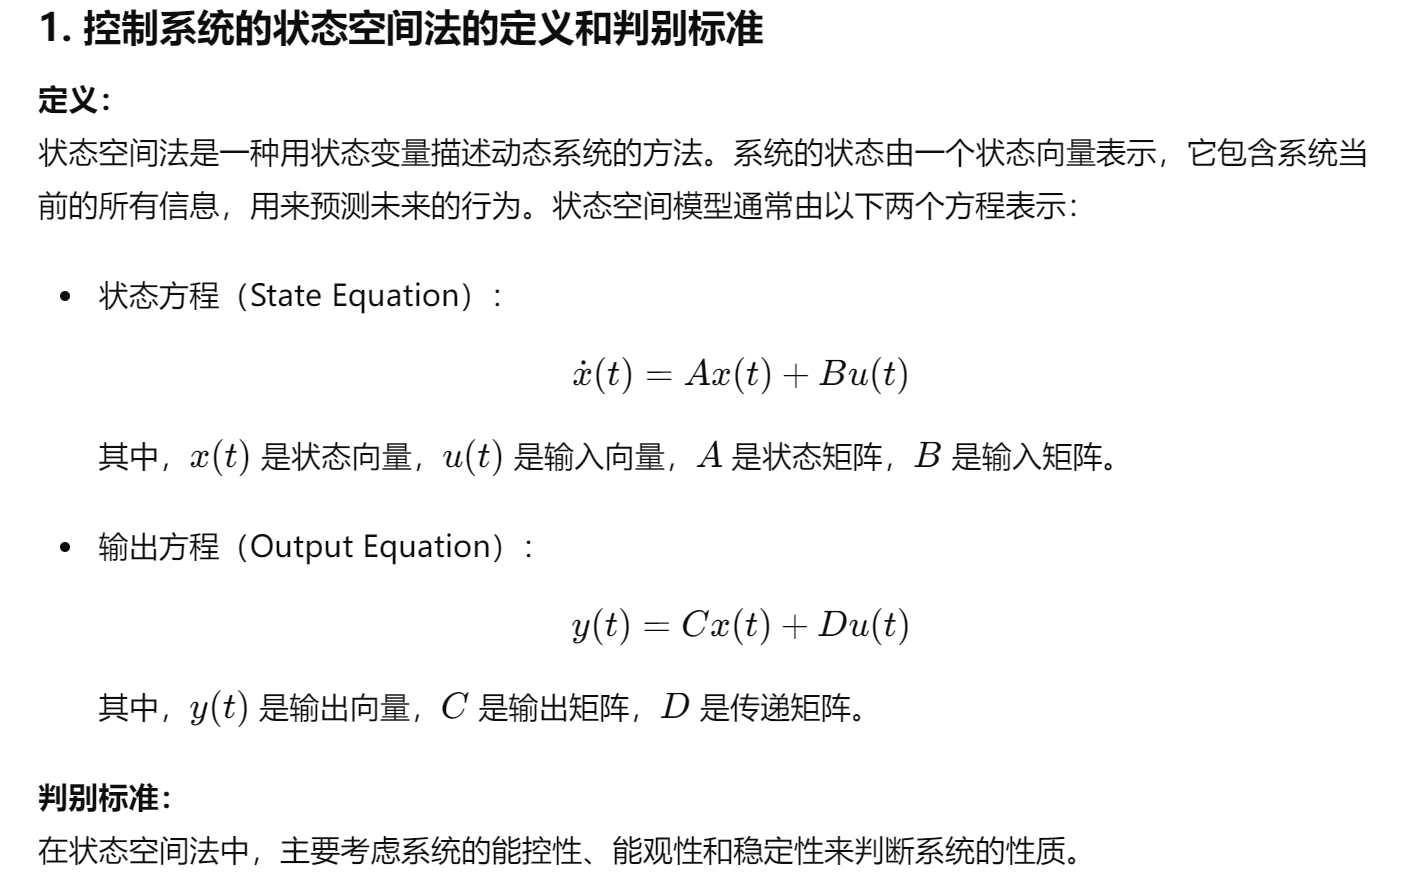 1. 控制系统的状态空间法的定义和判别标准
定义：
状态空间法是一种用状态变量描述动态系统的方法。系统的状态由一个状态向量表示，它包含系统当
前的所有信息，用来预测未来的行为。状态空间模型通常由以下两个方程表示：
• 状态方程（State Equation）：
ẋ(t) = Ax(t) + Bu(t)
其中，x(t) 是状态向量，u(t) 是输入向量，A 是状态矩阵，B 是输入矩阵。
• 输出方程（Output Equation）：
y(t) = Cx(t) + Du(t)
其中，y(t) 是输出向量，C 是输出矩阵，D 是传递矩阵。
判别标准：
在状态空间法中，主要考虑系统的能控性、能观性和稳定性来判断系统的性质。